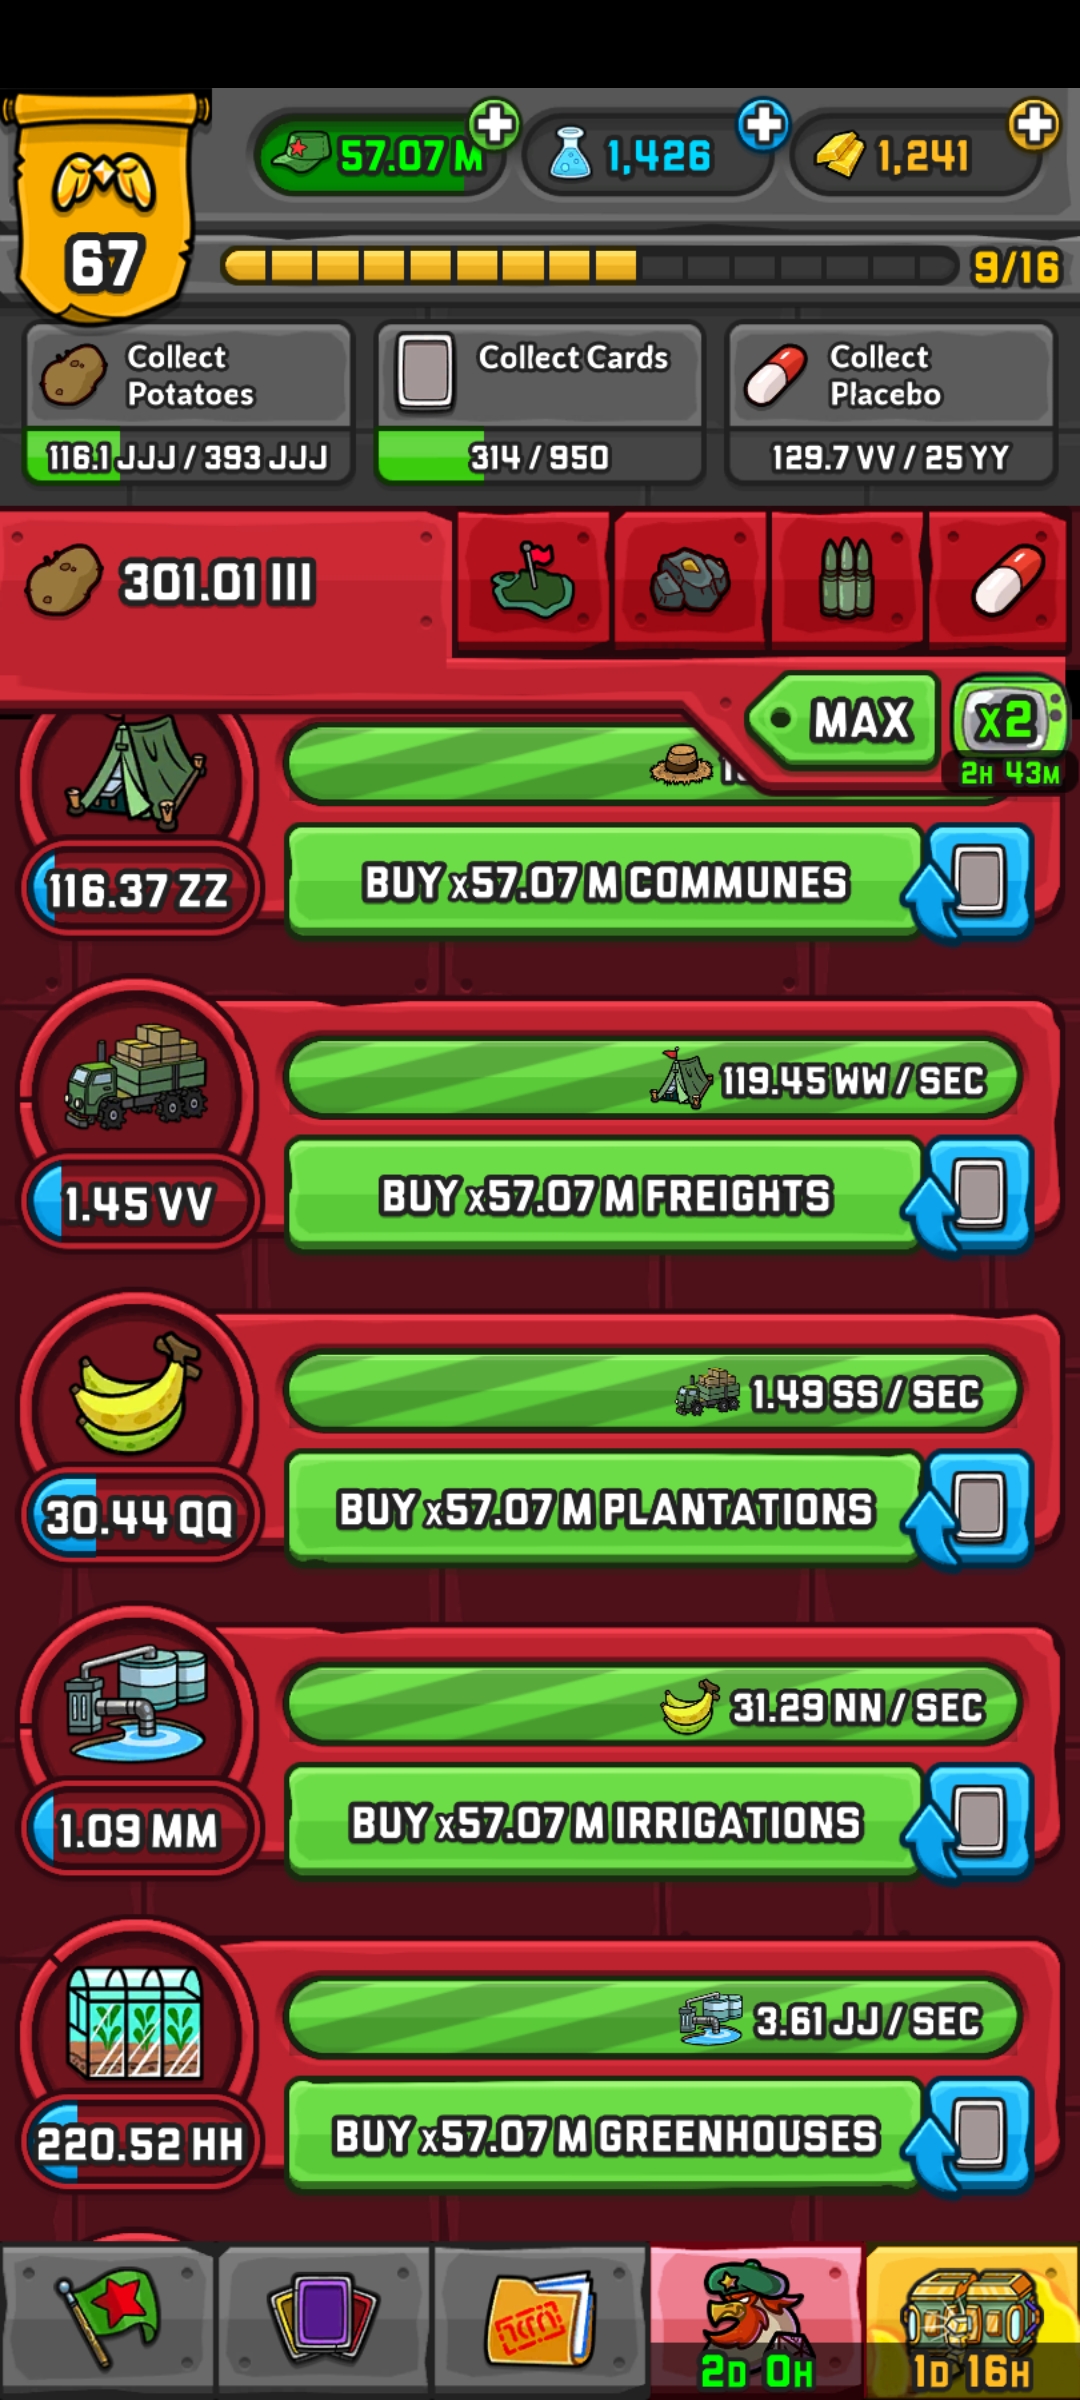 67
57.07 M
1,426
1,241
9/16
Collect
Potatoes
116.1 JJJ / 393 JJJ
Collect Cards
314 / 950
Collect
Placebo
129.7 VV / 25 YY
301.01 III
MAX
x2
2H 43M
116.37 ZZ
BUY x57.07 M COMMUNES
119.45 WW / SEC
1.45 VV
BUY x57.07 M FREIGHTS
1.49 SS / SEC
30.44 QQ
BUY x57.07 M PLANTATIONS
31.29 NN / SEC
1.09 MM
BUY x57.07 M IRRIGATIONS
3.61 JJ / SEC
220.52 HH
BUY x57.07 M GREENHOUSES
2D 0H
1D 16H